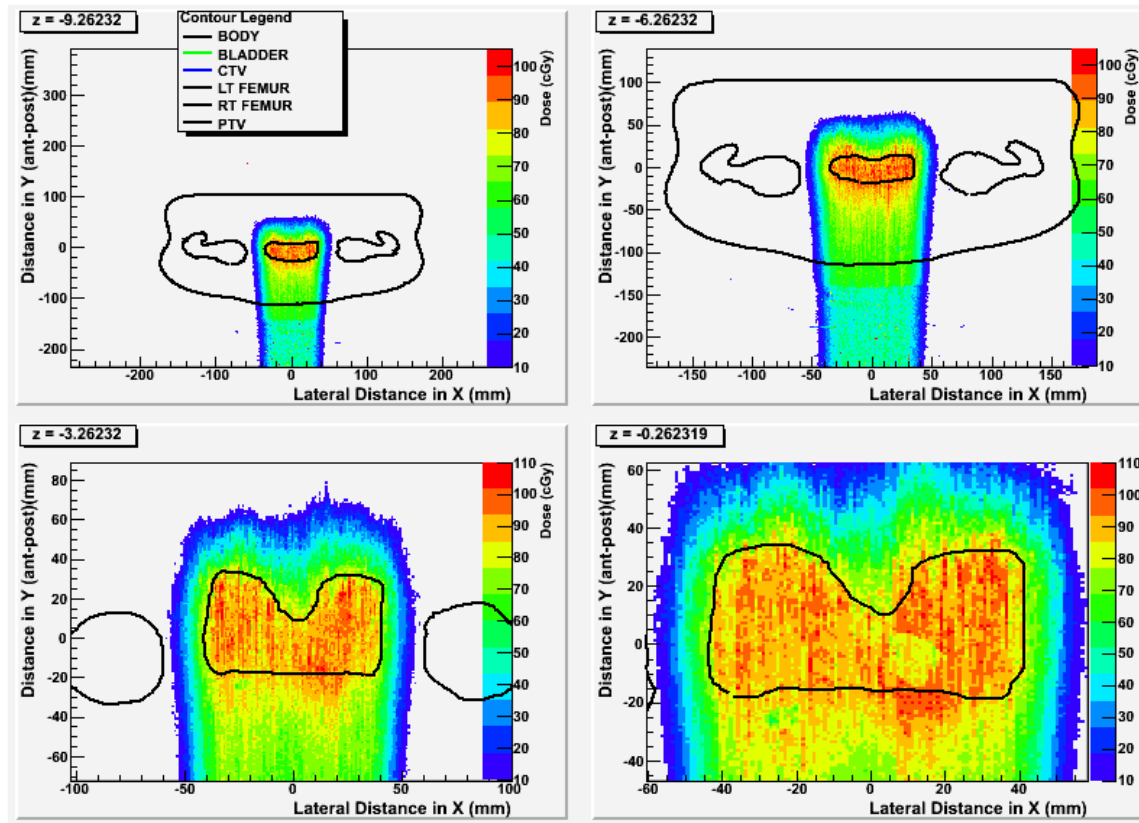 z = -9.26232
Contour Legend
BODY
BLADDER
CTV
LT FEMUR
RT FEMUR
PTV
Distance in Y (ant-post)(mm)
300
200
100
0
-100
-200
-200 -100 0 100 200
Lateral Distance in X (mm)
Dose (cGy)
100
90
80
70
60
50
40
30
20
10
z = -6.26232
Distance in Y (ant-post)(mm)
100
50
0
-50
-100
-150
-200
-150 -100 -50 0 50 100 150
Lateral Distance in X (mm)
Dose (cGy)
100
90
80
70
60
50
40
30
20
10
z = -3.26232
Distance in Y (ant-post)(mm)
80
60
40
20
0
-20
-40
-60
-100 -50 0 50 100
Lateral Distance in X (mm)
Dose (cGy)
110
100
90
80
70
60
50
40
30
20
10
z = -0.262319
Distance in Y (ant-post)(mm)
60
40
20
0
-20
-40
-60 -40 -20 0 20 40
Lateral Distance in X (mm)
Dose (cGy)
110
100
90
80
70
60
50
40
30
20
10